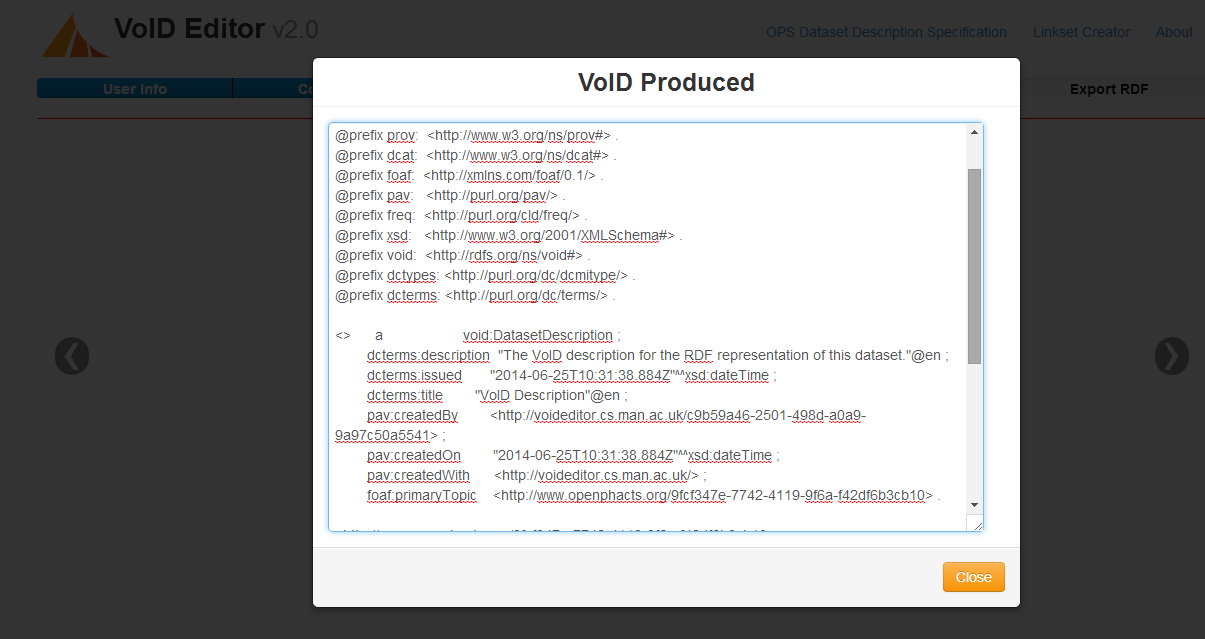 VoID Editor v2.0
OPS Dataset Description Specification Linkset Creator About
User Info Co Export RDF
VoID Produced
@prefix prov: <http://www.w3.org/ns/prov#> .
@prefix dcat: <http://www.w3.org/ns/dcat#> .
@prefix foaf: <http://xmlns.com/foaf/0.1/> .
@prefix pav: <http://purl.org/pav/> .
@prefix freq: <http://purl.org/cld/freq/> .
@prefix xsd: <http://www.w3.org/2001/XMLSchema#> .
@prefix void: <http://rdfs.org/ns/void#> .
@prefix dctypes: <http://purl.org/dc/dcmitype/> .
@prefix dcterms: <http://purl.org/dc/terms/> .
<> a void:DatasetDescription ;
dcterms:description "The VoID description for the RDF representation of this dataset."@en ;
dcterms:issued "2014-06-25T10:31:38.884Z"^^xsd:dateTime ;
dcterms:title "VoID Description"@en ;
pav:createdBy <http://voideditor.cs.man.ac.uk/c9b59a46-2501-498d-a0a9-
9a97c50a5541> ;
pav:createdOn "2014-06-25T10:31:38.884Z"^^xsd:dateTime ;
pav:createdWith <http://voideditor.cs.man.ac.uk/> ;
foaf:primaryTopic <http://www.openphacts.org/9fcf347e-7742-4119-9f6a-f42df6b3cb10> .
Close